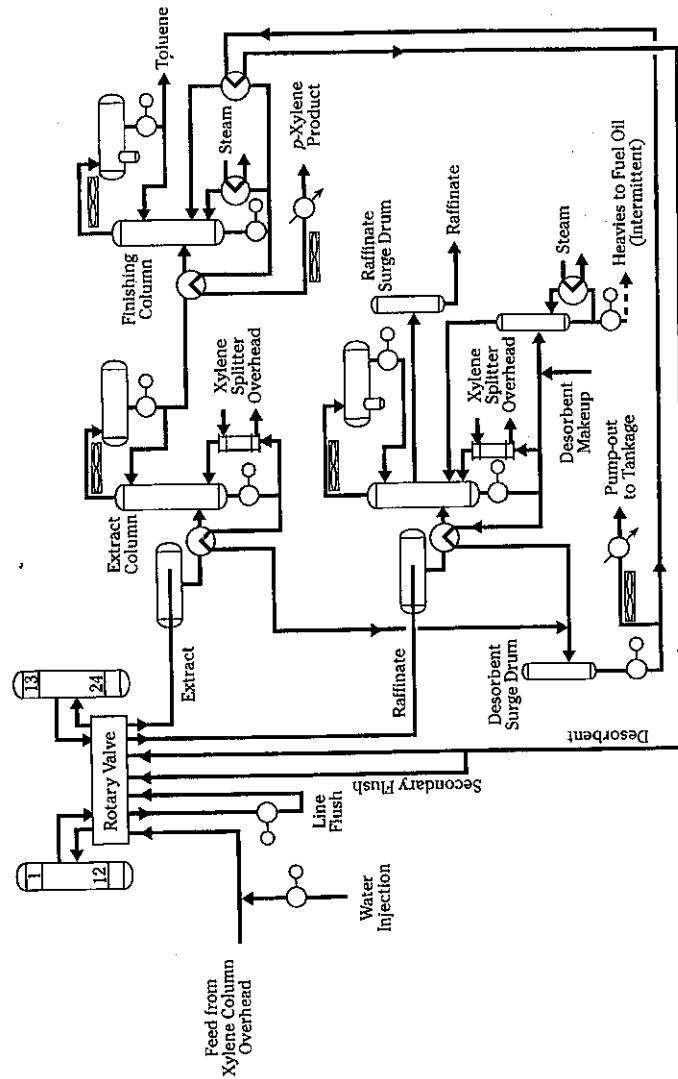 1
12
13
24
Rotary Valve
Feed from
Xylene Column
Overhead
Water
Injection
Line
Flush
Secondary Flush
Desorbent
Extract
Raffinate
Extract
Column
Xylene
Splitter
Overhead
Finishing
Column
Steam
Toluene
p-Xylene
Product
Raffinate
Surge Drum
Raffinate
Xylene
Splitter
Overhead
Steam
Heavies to Fuel Oil
(Intermittent)
Desorbent
Makeup
Pump-out
to Tankage
Desorbent
Surge Drum